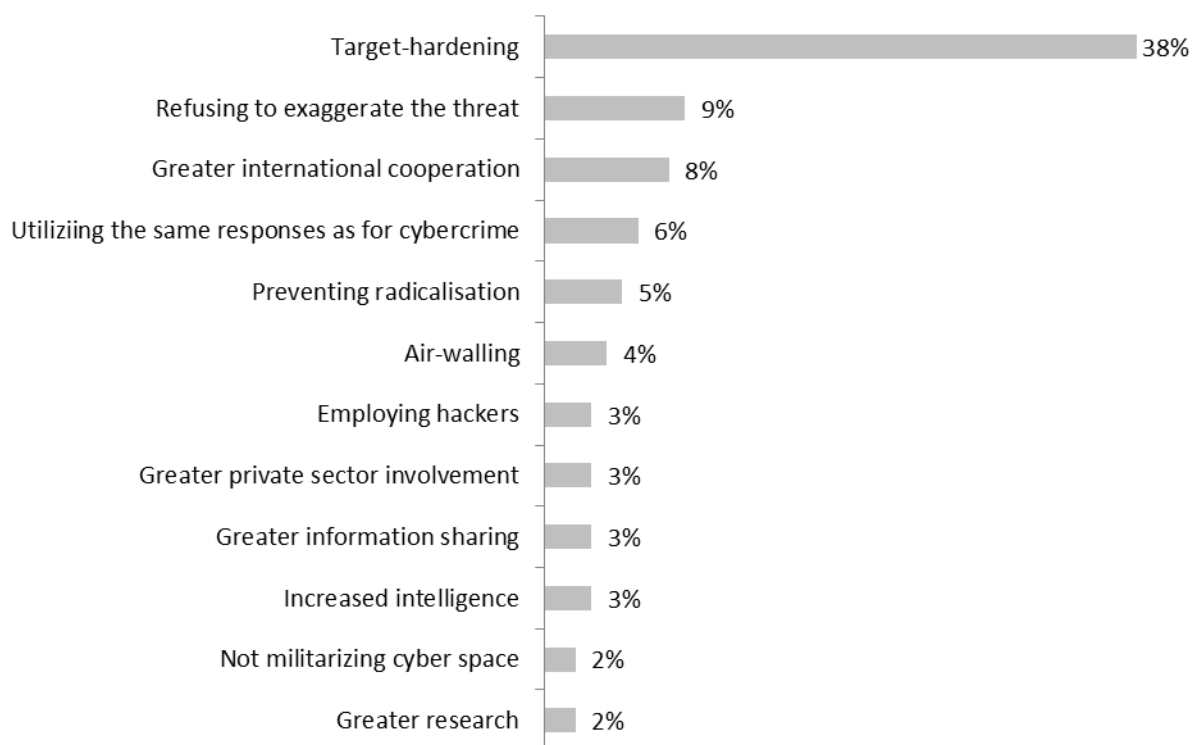 Target-hardening 38%
Refusing to exaggerate the threat 9%
Greater international cooperation 8%
Utiliziing the same responses as for cybercrime 6%
Preventing radicalisation 5%
Air-walling 4%
Employing hackers 3%
Greater private sector involvement 3%
Greater information sharing 3%
Increased intelligence 3%
Not militarizing cyber space 2%
Greater research 2%